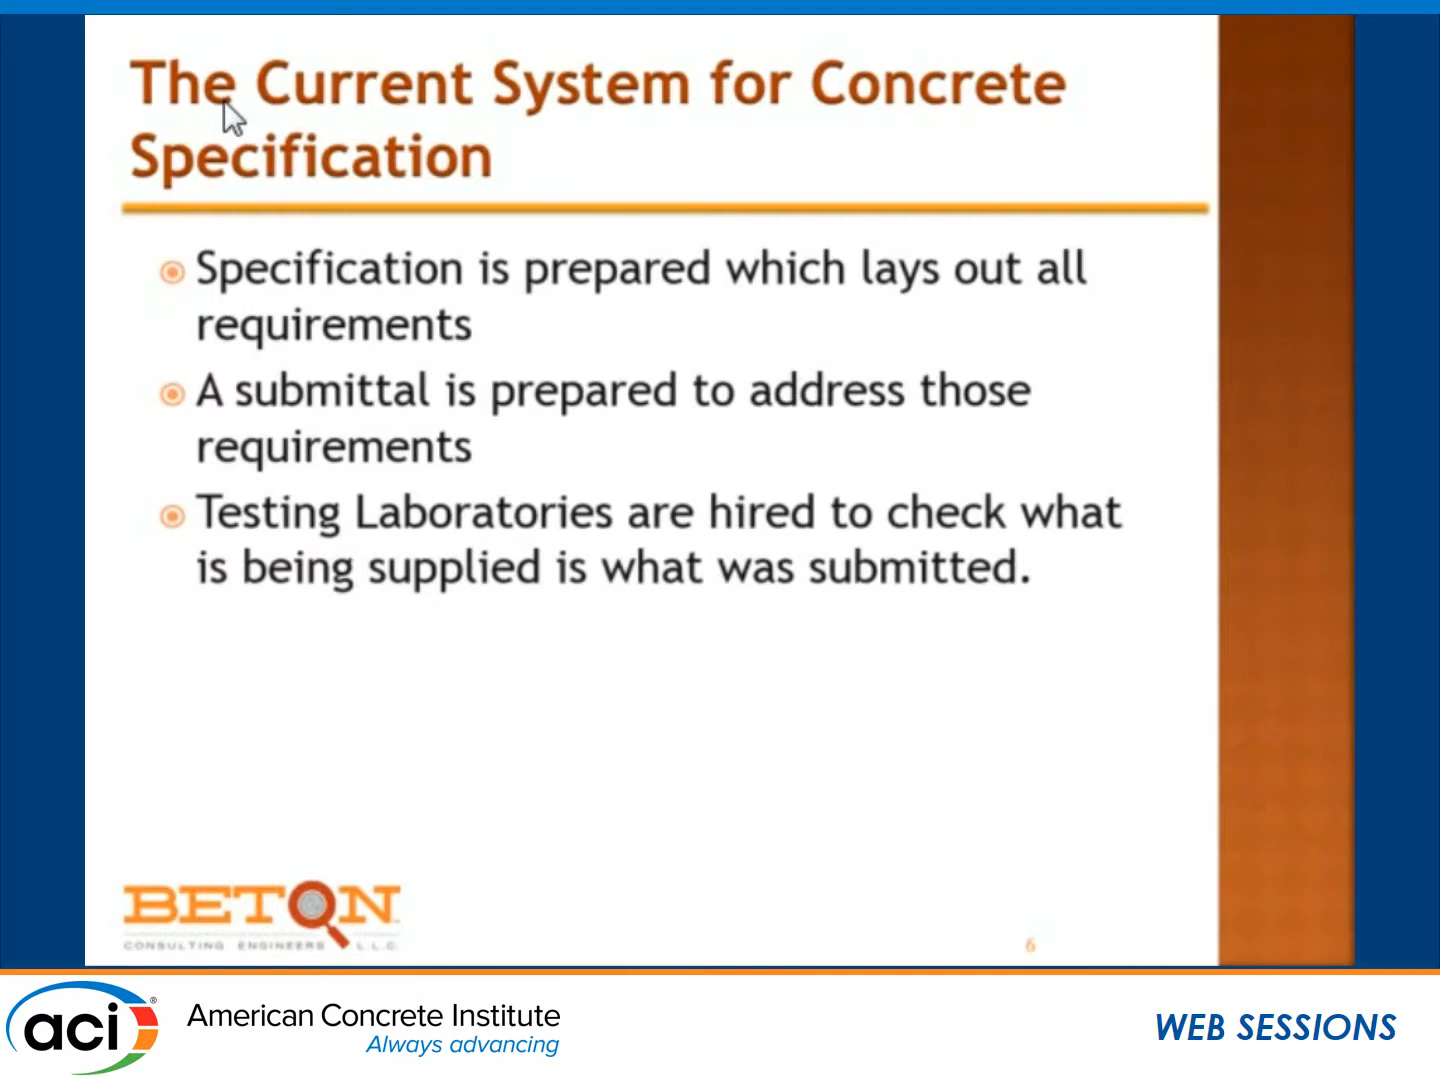 The Current System for Concrete
Specification
Specification is prepared which lays out all
requirements
A submittal is prepared to address those
requirements
Testing Laboratories are hired to check what
is being supplied is what was submitted.
BETON
CONSULTING ENGINEERS L.L.C.
6
aci®
American Concrete Institute
Always advancing
WEB SESSIONS